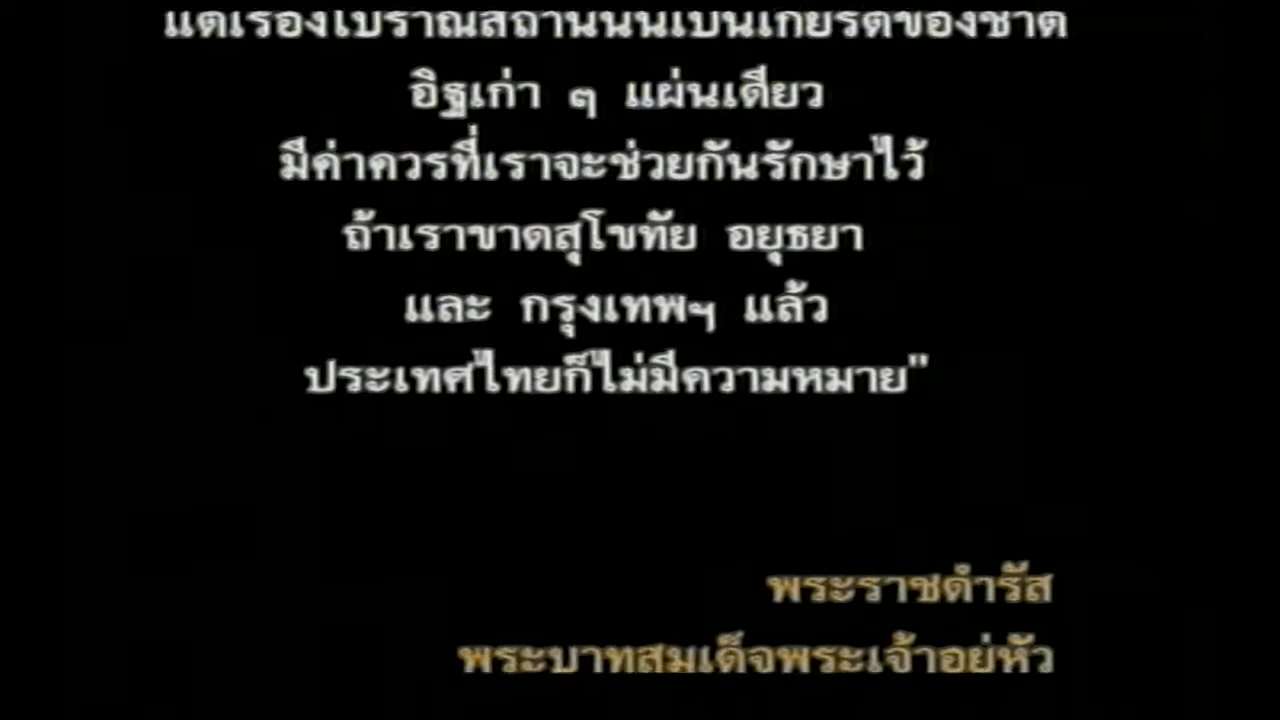 แต่เรื่องโบราณสถานนั้นเป็นเกียรติของชาติ
อิฐเก่า ๆ แผ่นเดียว
มีค่าควรที่เราจะช่วยกันรักษาไว้
ถ้าเราขาดสุโขทัย อยุธยา
และ กรุงเทพฯ แล้ว
ประเทศไทยก็ไม่มีความหมาย"
พระราชดำรัส
พระบาทสมเด็จพระเจ้าอยู่หัว